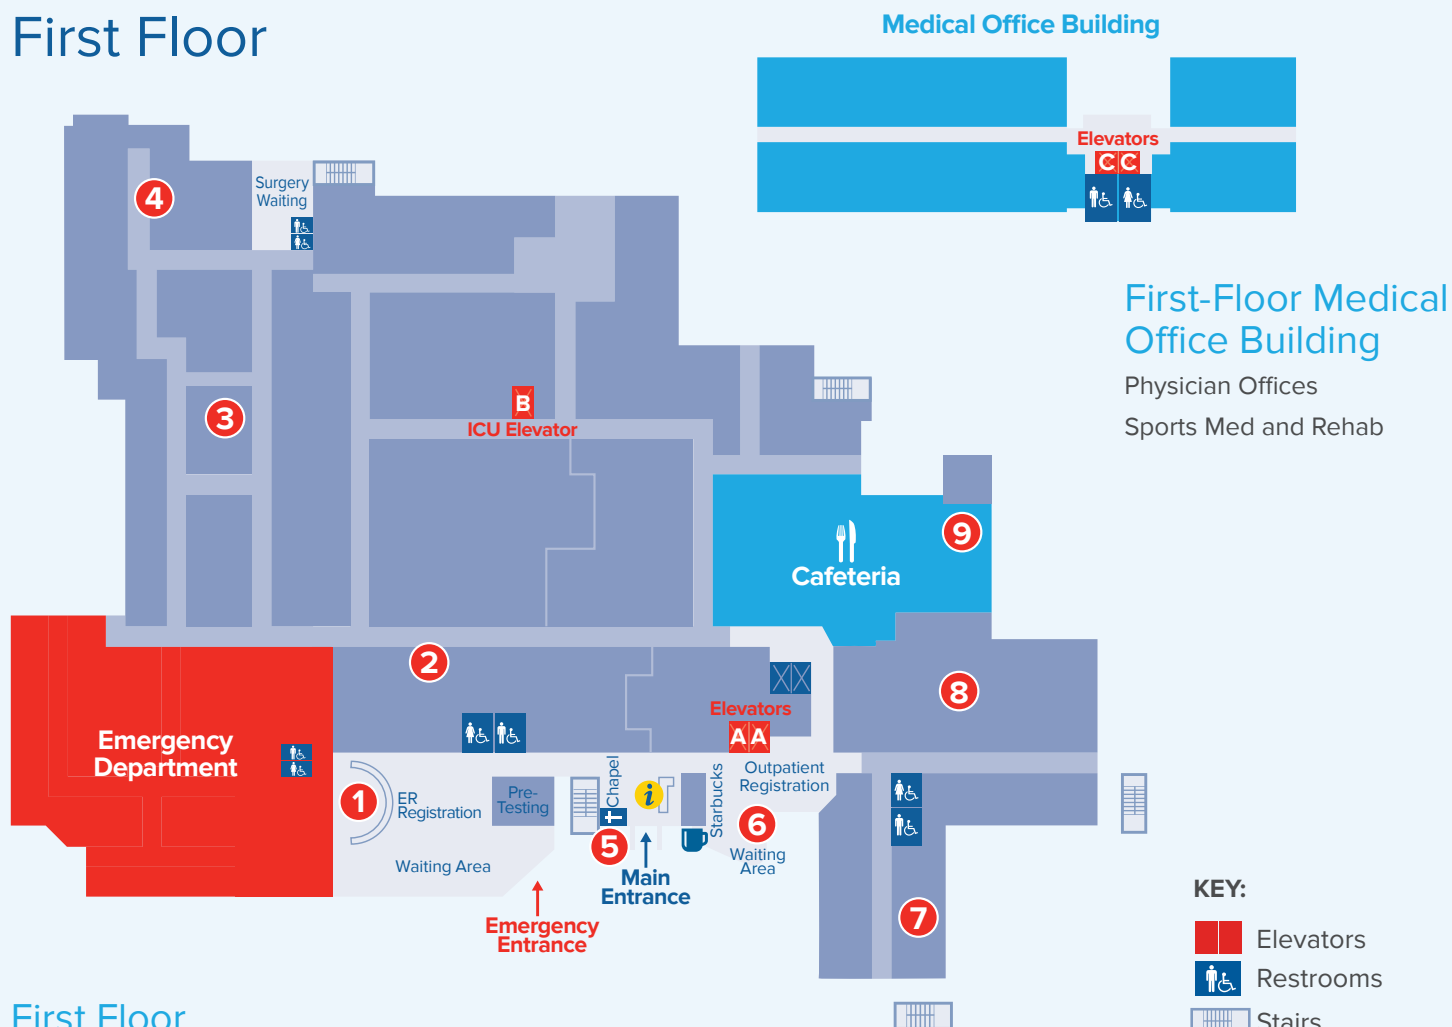 First Floor
Medical Office Building
Elevators
C C
First-Floor Medical
Office Building
Physician Offices
Sports Med and Rehab
4
Surgery
Waiting
3
B
ICU Elevator
9
Cafeteria
2
8
Elevators
A A
Emergency
Department
1
ER
Registration
Pre-
Testing
Chapel
i
Starbucks
Outpatient
Registration
6
Waiting
Area
5
Waiting Area
Main
Entrance
Emergency
Entrance
7
KEY:
Elevators
Restrooms
Stairs
First Floor